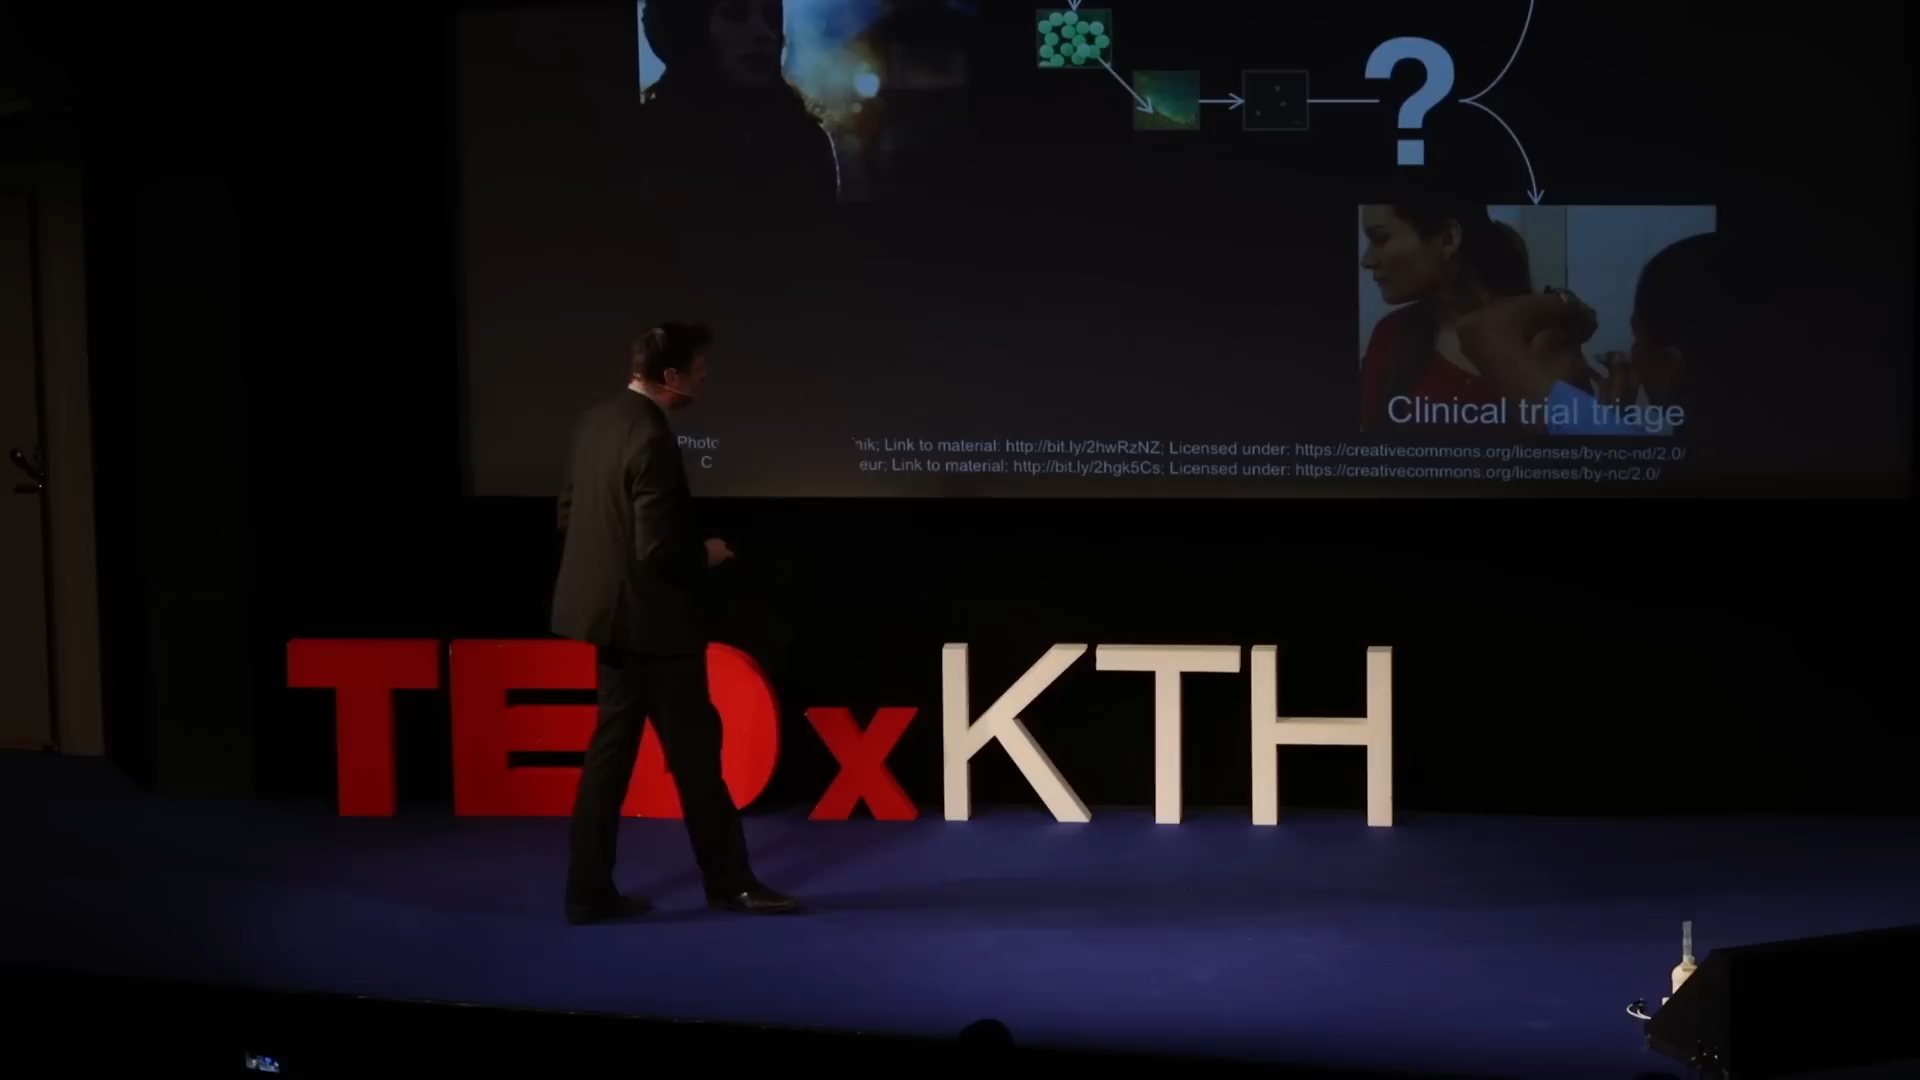 ?
Clinical trial triage
Photo nik; Link to material: http://bit.ly/2hwRzNZ; Licensed under: https://creativecommons.org/licenses/by-nc-nd/2.0/
C eur; Link to material: http://bit.ly/2hgk5Cs; Licensed under: https://creativecommons.org/licenses/by-nc/2.0/
TEDxKTH